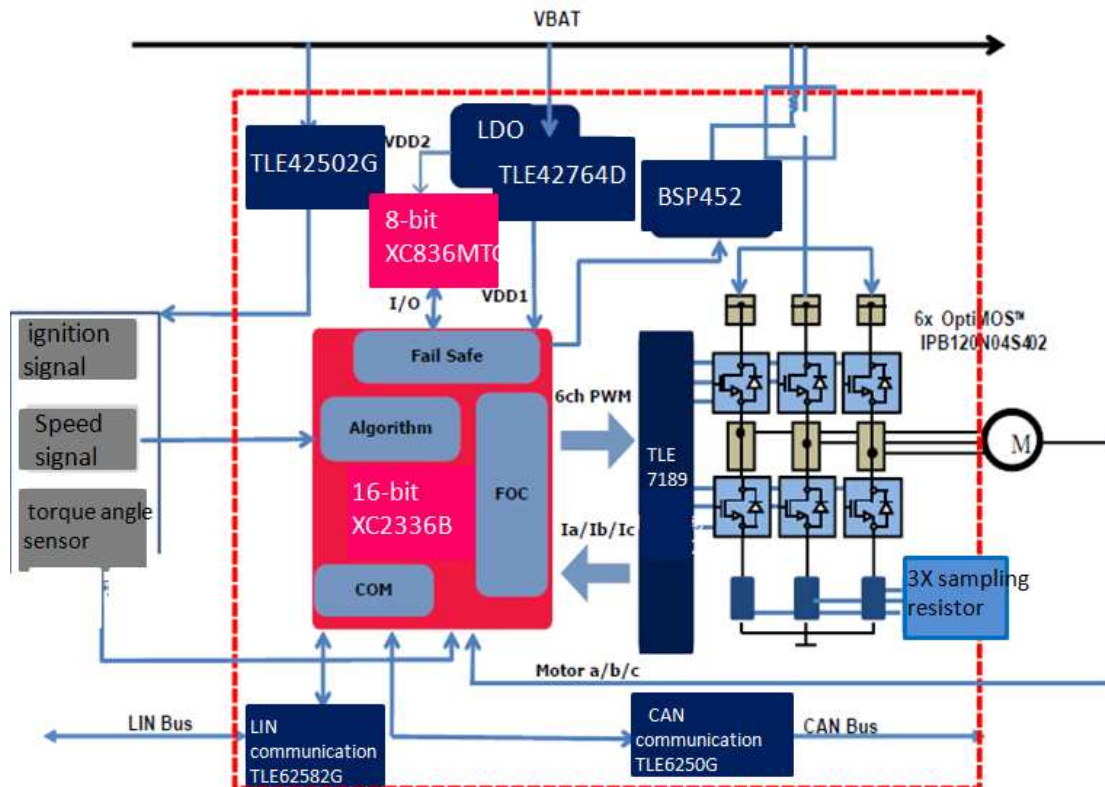 VBAT
LDO
VDD2
TLE42502G
TLE42764D
BSP452
8-bit
XC836MTO
I/O
VDD1
ignition
signal
6x OptiMOS™
IPB120N04S402
Fail Safe
6ch PWM
Speed
signal
Algorithm
TLE
7189
M
16-bit
XC2336B
FOC
torque angle
sensor
Ia/Ib/Ic
COM
3X sampling
resistor
Motor a/b/c
LIN Bus
LIN
communication
TLE62582G
CAN
communication
TLE6250G
CAN Bus